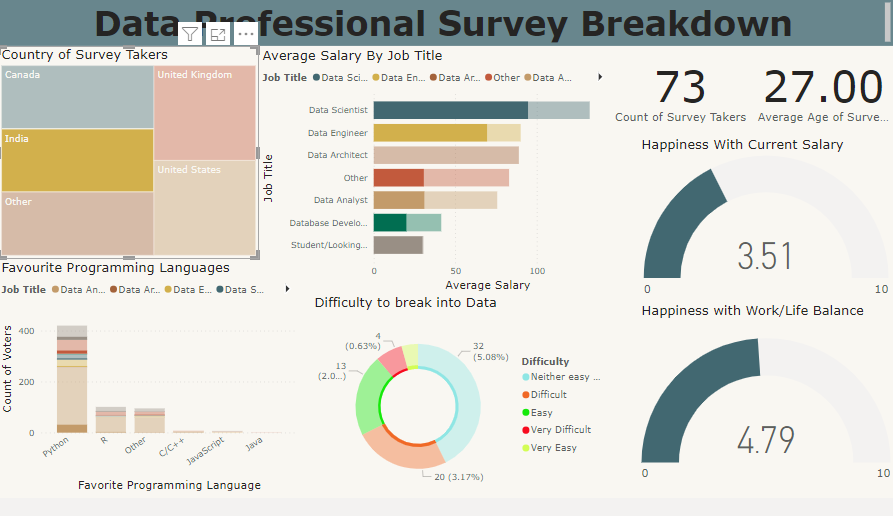 Data Professional Survey Breakdown
Country of Survey Takers
Canada
United Kingdom
India
United States
Other
Average Salary By Job Title
Job Title Data Sci... Data En... Data Ar... Other Data A...
Job Title
Data Scientist
Data Engineer
Data Architect
Other
Data Analyst
Database Develo...
Student/Looking...
0 50 100
Average Salary
73
Count of Survey Takers
27.00
Average Age of Surve...
Happiness With Current Salary
3.51
0 10
Happiness with Work/Life Balance
4.79
0 10
Favourite Programming Languages
Job Title Data An... Data Ar... Data E... Data S...
Count of Voters
400
200
0
Python
R
Other
C/C++
JavaScript
Java
Favorite Programming Language
Difficulty to break into Data
4
(0.63%)
32
(5.08%)
13
(2.0...)
20 (3.17%)
Difficulty
Neither easy ...
Difficult
Easy
Very Difficult
Very Easy